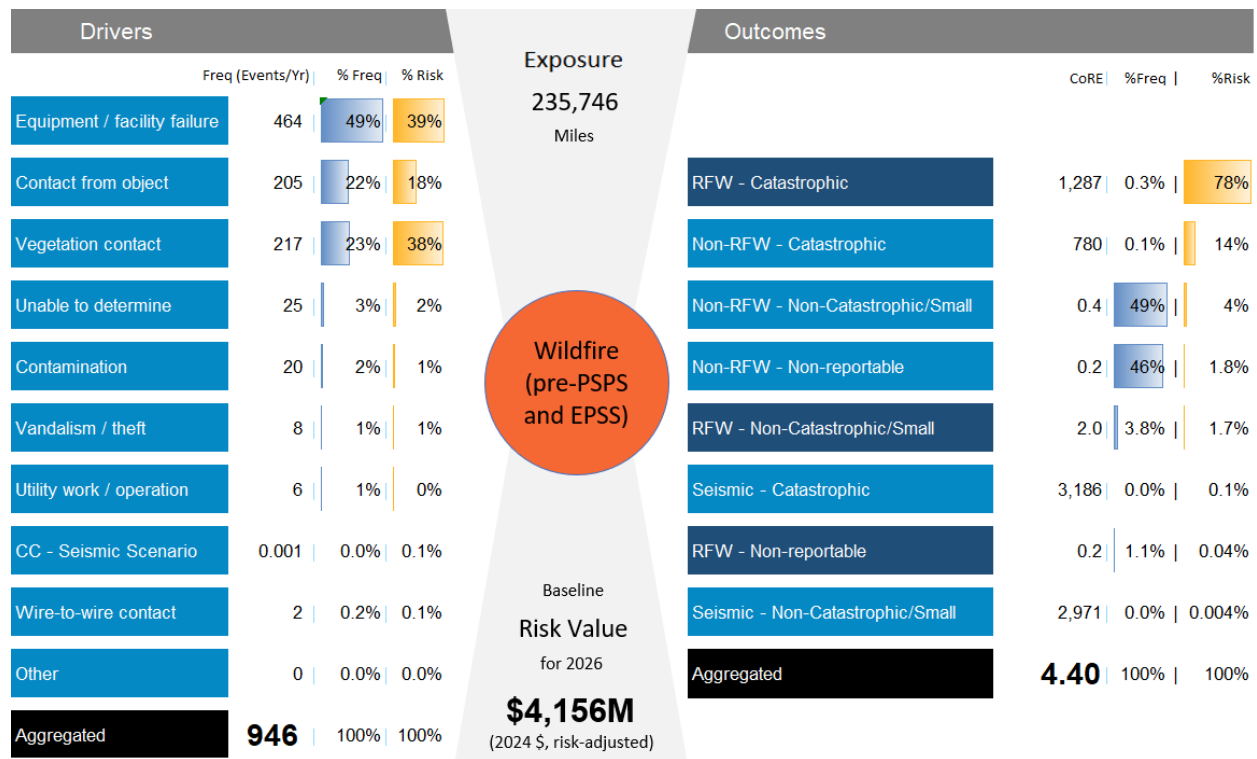 Drivers
Freq (Events/Yr) | % Freq | % Risk
Equipment / facility failure 464 | 49% 39%
Contact from object 205 | 22% 18%
Vegetation contact 217 | 23% 38%
Unable to determine 25 | 3% 2%
Contamination 20 | 2% 1%
Vandalism / theft 8 | 1% 1%
Utility work / operation 6 | 1% 0%
CC - Seismic Scenario 0.001 | 0.0% | 0.1%
Wire-to-wire contact 2 | 0.2% | 0.1%
Other 0 | 0.0% | 0.0%
Aggregated 946 | 100% | 100%
Exposure
235,746
Miles
Wildfire
(pre-PSPS
and EPSS)
Baseline
Risk Value
for 2026
$4,156M
(2024 $, risk-adjusted)
Outcomes
CoRE | %Freq | %Risk
RFW - Catastrophic 1,287 | 0.3% | 78%
Non-RFW - Catastrophic 780 | 0.1% | 14%
Non-RFW - Non-Catastrophic/Small 0.4 | 49% | 4%
Non-RFW - Non-reportable 0.2 | 46% | 1.8%
RFW - Non-Catastrophic/Small 2.0 | 3.8% | 1.7%
Seismic - Catastrophic 3,186 | 0.0% | 0.1%
RFW - Non-reportable 0.2 | 1.1% | 0.04%
Seismic - Non-Catastrophic/Small 2,971 | 0.0% | 0.004%
Aggregated 4.40 | 100% | 100%